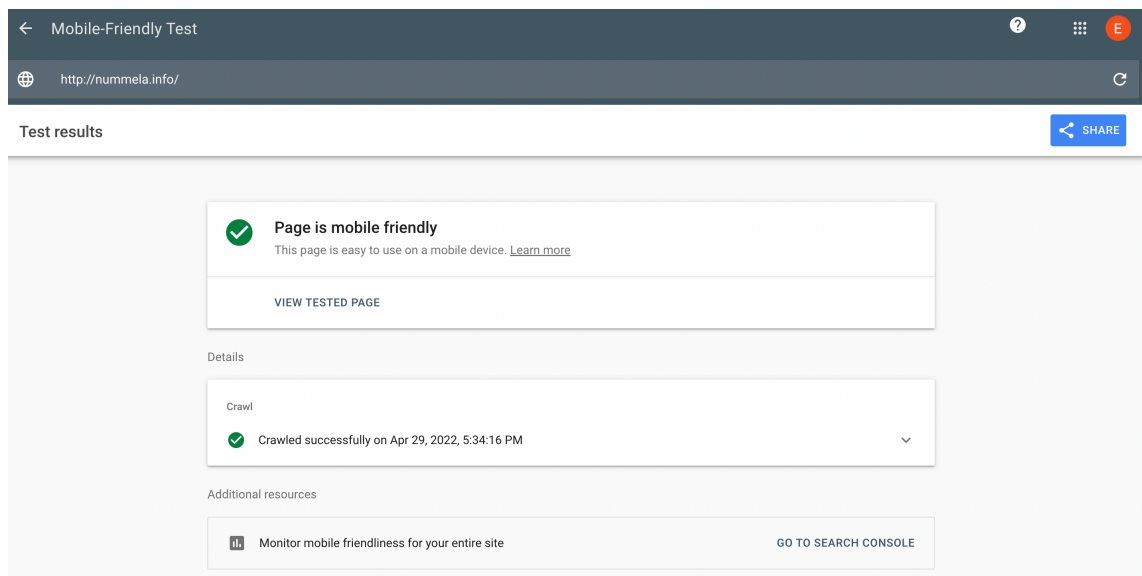 Mobile-Friendly Test
E
http://nummela.info/
Test results
SHARE
Page is mobile friendly
This page is easy to use on a mobile device. Learn more
VIEW TESTED PAGE
Details
Crawl
Crawled successfully on Apr 29, 2022, 5:34:16 PM
Additional resources
Monitor mobile friendliness for your entire site
GO TO SEARCH CONSOLE